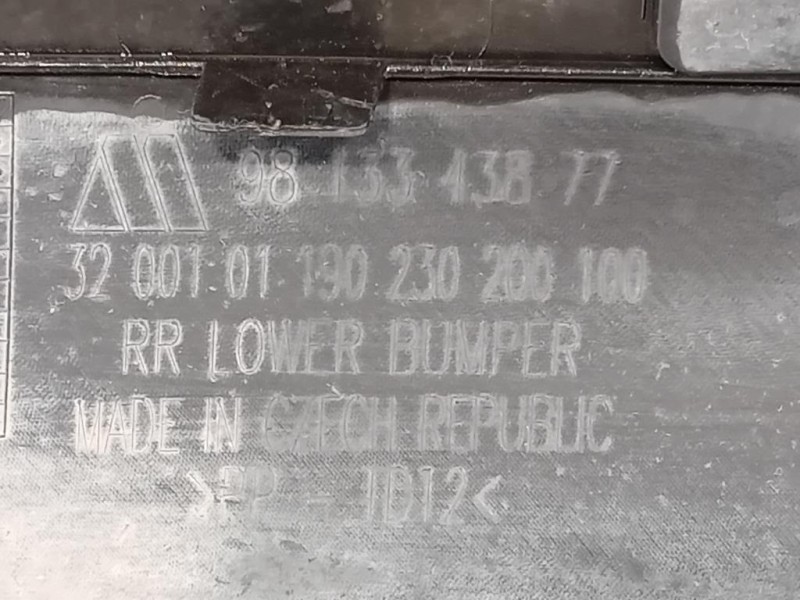 98 133 138 77
32 001 01 190 230 200 100
RR LOWER BUMPER
MADE IN CZECH REPUBLIC
>PP - TD12<